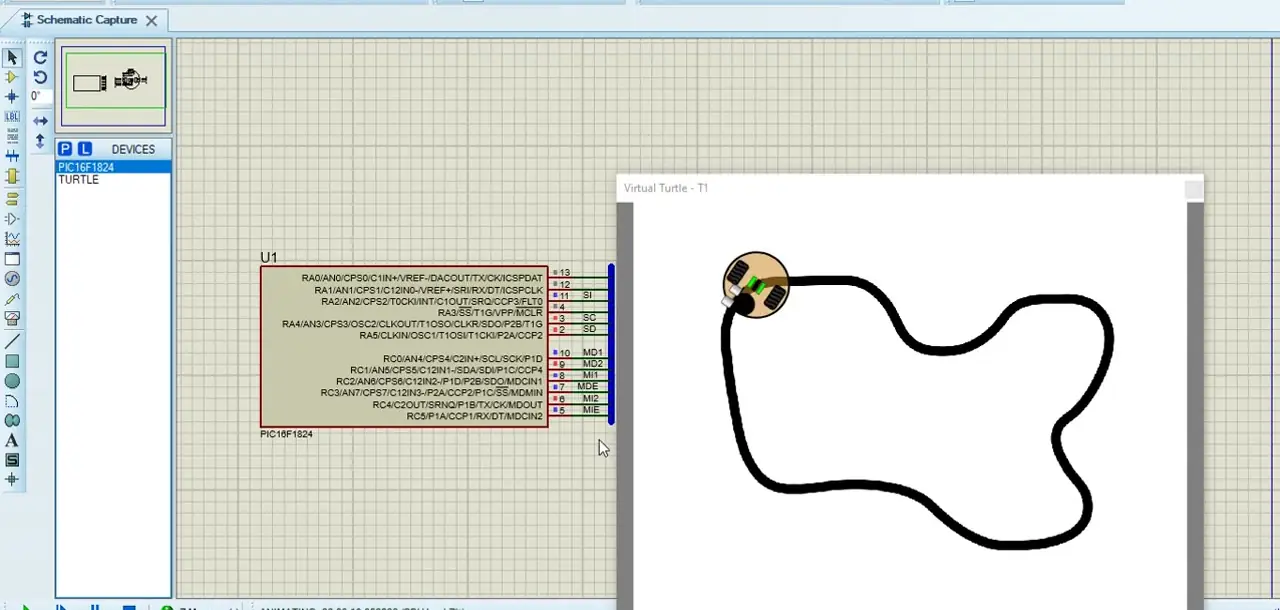 Schematic Capture
0°
LBL
P L DEVICES
PIC16F1824
TURTLE
Virtual Turtle - T1
U1
RA0/AN0/CPS0/C1IN+/VREF-/DACOUT/TX/CK/ICSPDAT 13
RA1/AN1/CPS1/C12IN0-/VREF+/SRI/RX/DT/ICSPCLK 12
RA2/AN2/CPS2/T0CKI/INT/C1OUT/SRQ/CCP3/FLT0 11 SI
RA3/SS/T1G/VPP/MCLR 4
RA4/AN3/CPS3/OSC2/CLKOUT/T1OSO/CLKR/SDO/P2B/T1G 3 SC
RA5/CLKIN/OSC1/T1OSI/T1CKI/P2A/CCP2 2 SD
RC0/AN4/CPS4/C2IN+/SCL/SCK/P1D 10 MD1
RC1/AN5/CPS5/C12IN1-/SDA/SDI/P1C/CCP4 9 MD2
RC2/AN6/CPS6/C12IN2-/P1D/P2B/SDO/MDCIN1 8 MI1
RC3/AN7/CPS7/C12IN3-/P2A/CCP2/P1C/SS/MDMIN 7 MDE
RC4/C2OUT/SRNQ/P1B/TX/CK/MDOUT 6 MI2
RC5/P1A/CCP1/RX/DT/MDCIN2 5 MIE
PIC16F1824
A
S